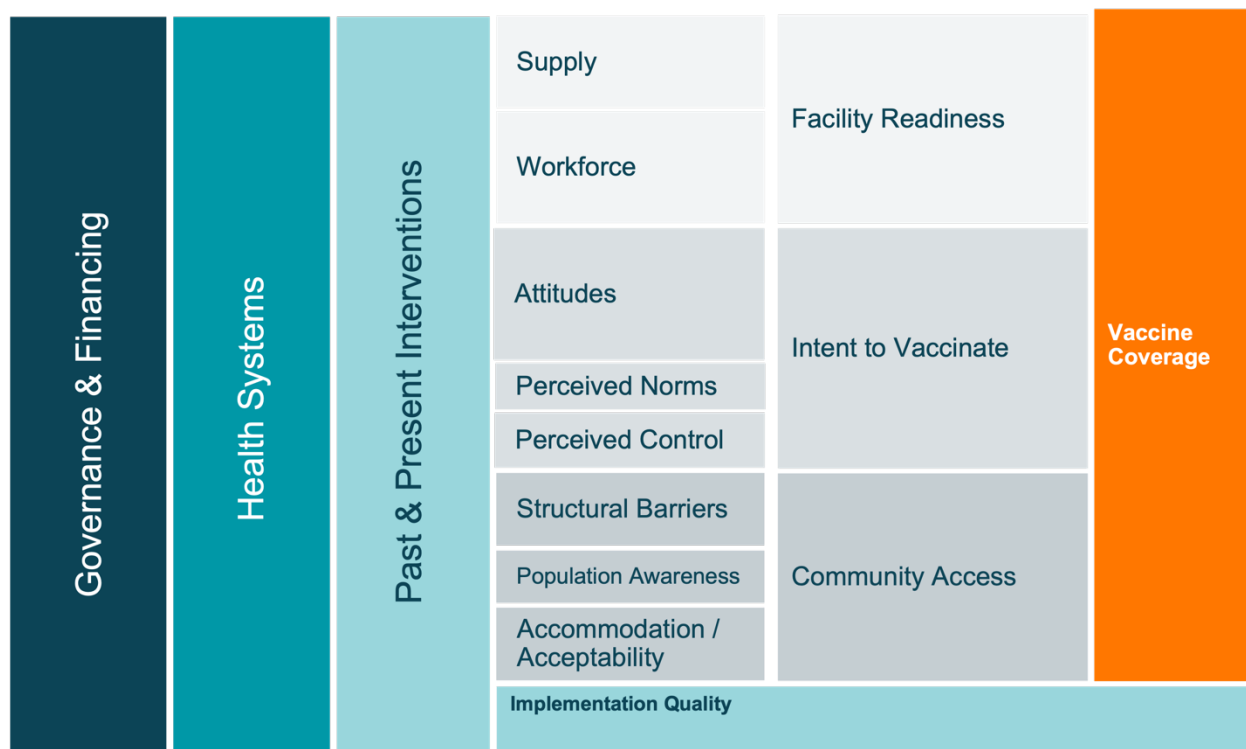 Governance & Financing
Health Systems
Past & Present Interventions
Supply
Workforce
Attitudes
Perceived Norms
Perceived Control
Structural Barriers
Population Awareness
Accommodation /
Acceptability
Facility Readiness
Intent to Vaccinate
Community Access
Vaccine
Coverage
Implementation Quality